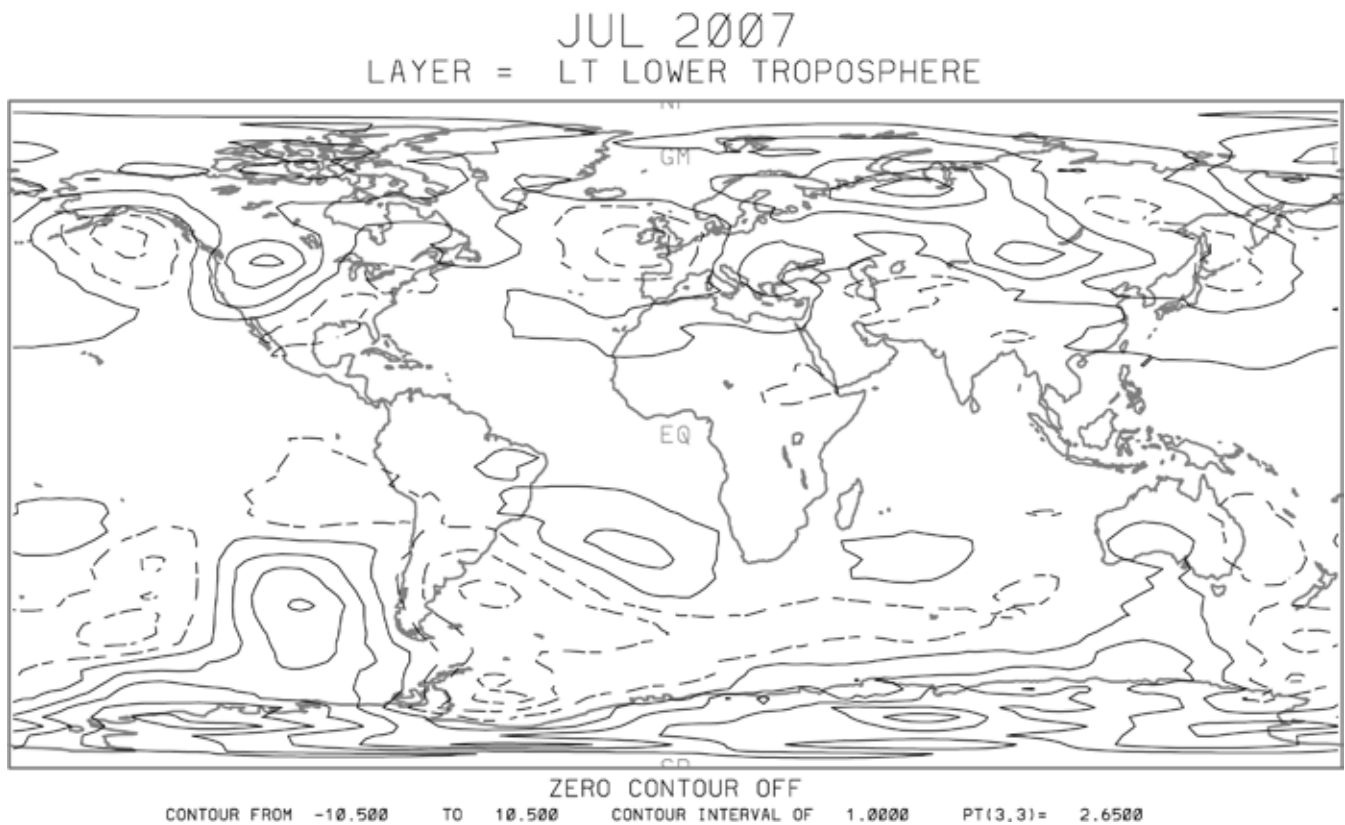 JUL 2007
LAYER = LT LOWER TROPOSPHERE
GM
EQ
ZERO CONTOUR OFF
CONTOUR FROM -10.500 TO 10.500 CONTOUR INTERVAL OF 1.0000 PT(3,3)= 2.6500